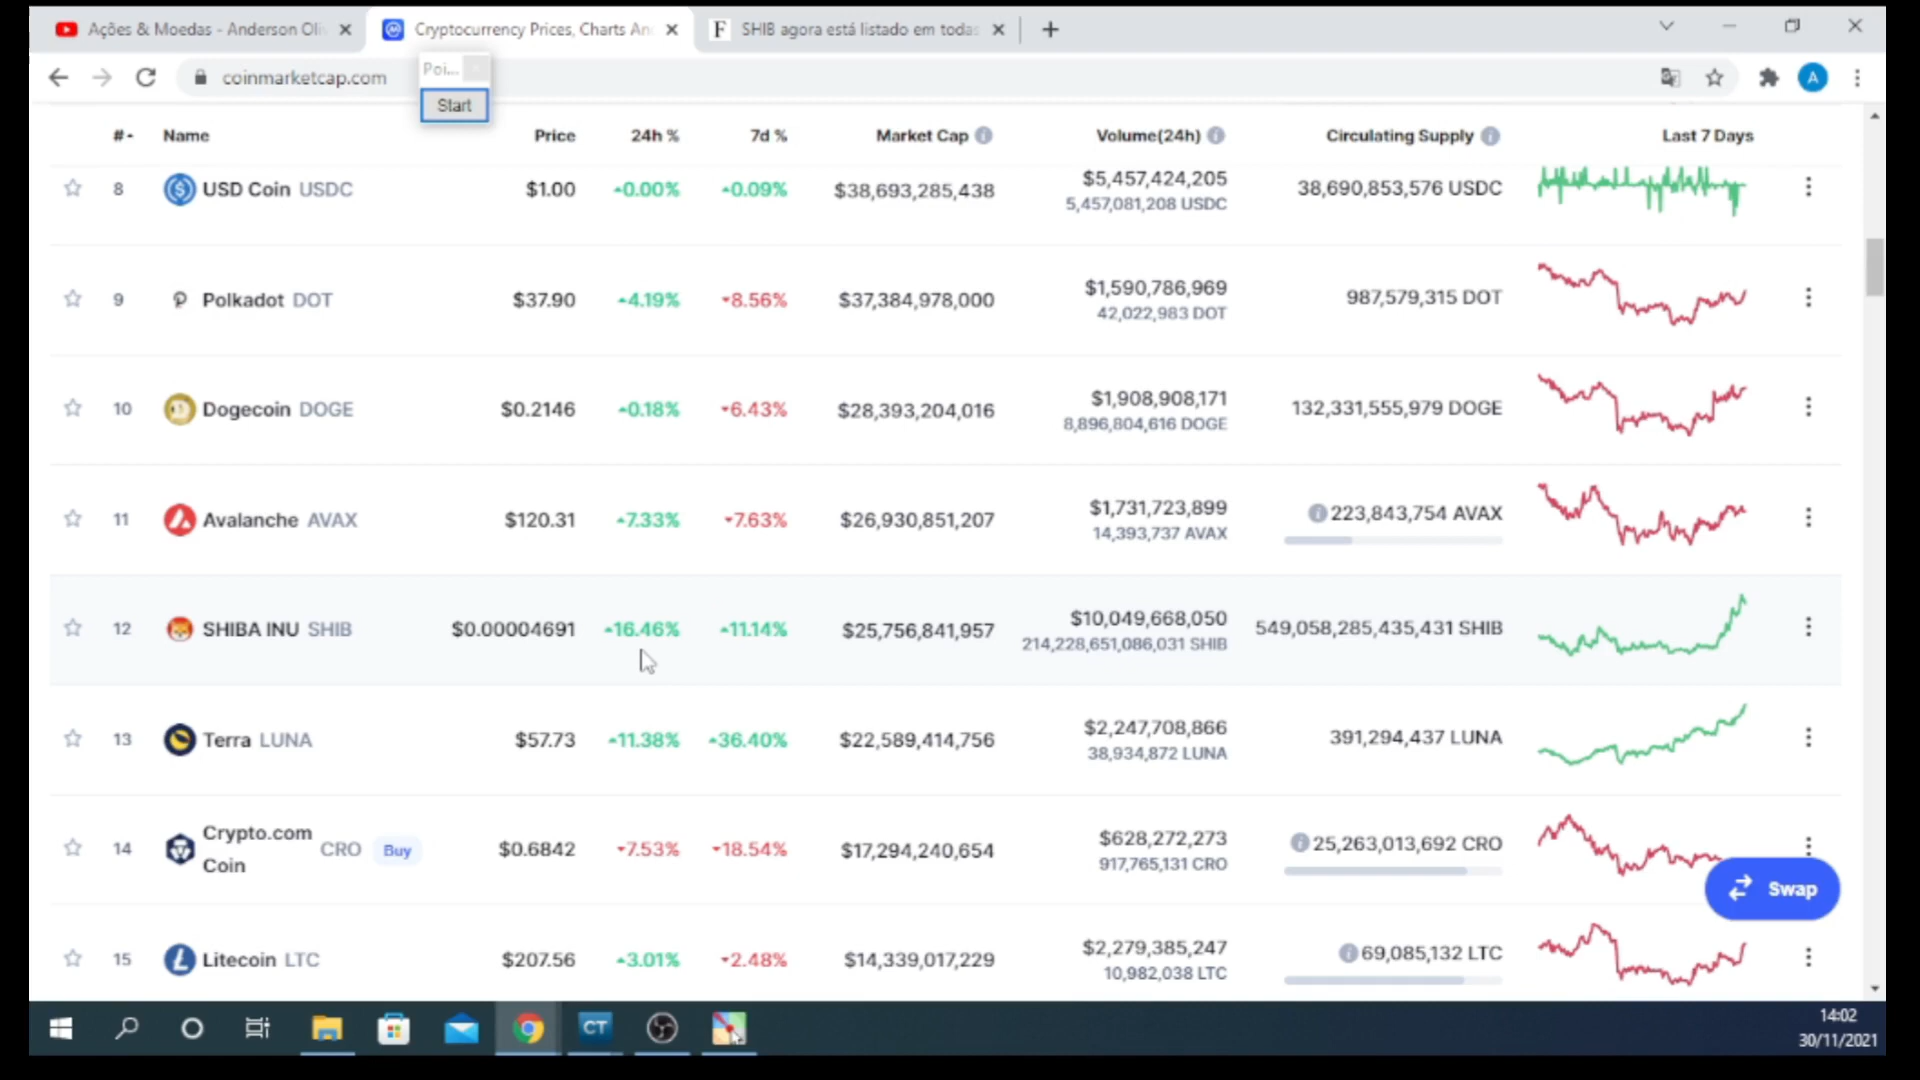 Ações & Moedas - Anderson Oli
Cryptocurrency Prices, Charts An
SHIB agora está listado em todas
coinmarketcap.com
Poi...
Start
A
# Name Price 24h % 7d % Market Cap Volume(24h) Circulating Supply Last 7 Days
8 USD Coin USDC $1.00 0.00% 0.09% $38,693,285,438 $5,457,424,205 38,690,853,576 USDC
5,457,081,208 USDC
9 Polkadot DOT $37.90 4.19% 8.56% $37,384,978,000 $1,590,786,969 987,579,315 DOT
42,022,983 DOT
10 Dogecoin DOGE $0.2146 0.18% 6.43% $28,393,204,016 $1,908,908,171 132,331,555,979 DOGE
8,896,804,616 DOGE
11 Avalanche AVAX $120.31 7.33% 7.63% $26,930,851,207 $1,731,723,899 223,843,754 AVAX
14,393,737 AVAX
12 SHIBA INU SHIB $0.00004691 16.46% 11.14% $25,756,841,957 $10,049,668,050 549,058,285,435,431 SHIB
214,228,651,086,031 SHIB
13 Terra LUNA $57.73 11.38% 36.40% $22,589,414,756 $2,247,708,866 391,294,437 LUNA
38,934,872 LUNA
14 Crypto.com Coin CRO Buy $0.6842 7.53% 18.54% $17,294,240,654 $628,272,273 25,263,013,692 CRO
917,765,131 CRO
Swap
15 Litecoin LTC $207.56 3.01% 2.48% $14,339,017,229 $2,279,385,247 69,085,132 LTC
10,982,038 LTC
CT
14:02
30/11/2021